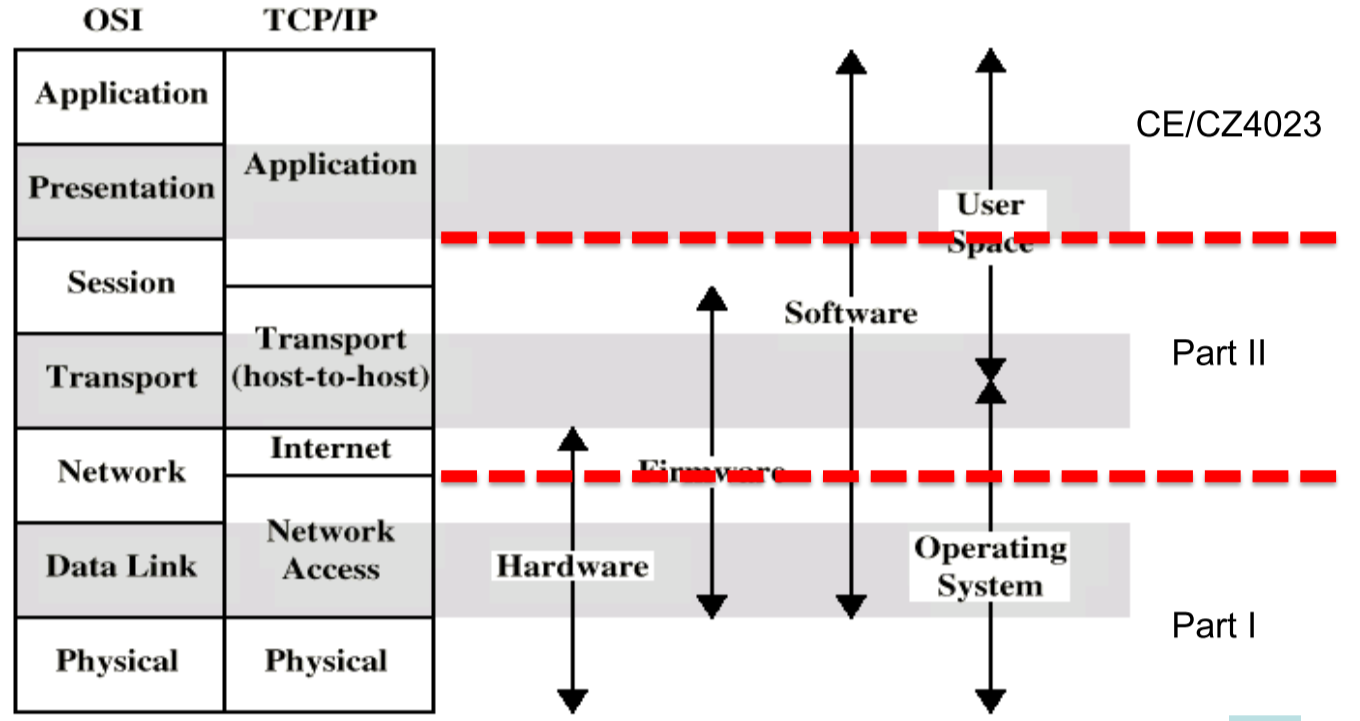 OSI
TCP/IP
Application
Presentation
Session
Transport
Network
Data Link
Physical
Application
Transport
(host-to-host)
Internet
Network
Access
Physical
Hardware
Firmware
Software
User
Space
Operating
System
CE/CZ4023
Part II
Part I